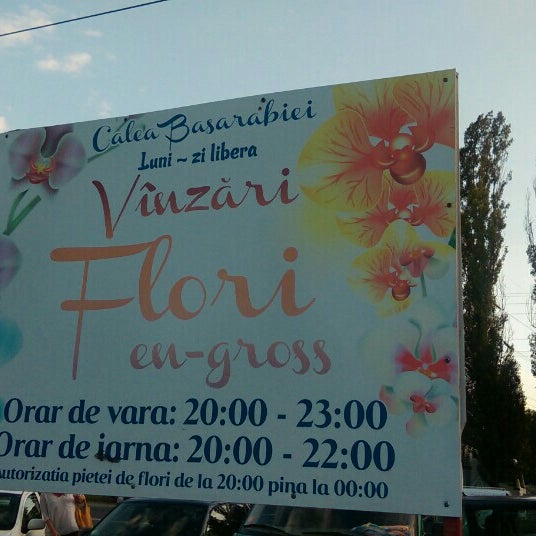 Calea Basarabiei
Luni ~ zi libera
Vînzări
Flori
en-gross
Orar de vara: 20:00 - 23:00
Orar de iarna: 20:00 - 22:00
autorizatia pietei de flori de la 20:00 pina la 00:00